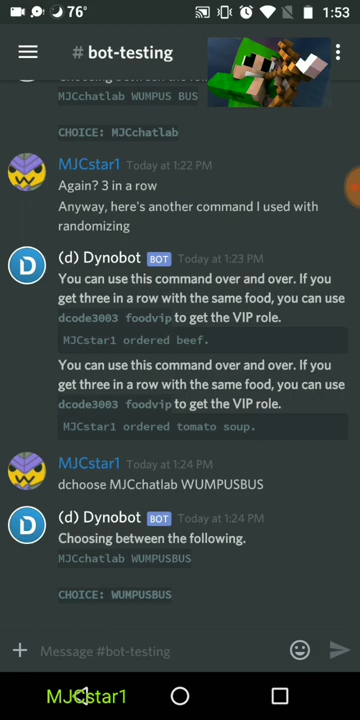 76°
1:53
# bot-testing
MJCchatlab WUMPUS BUS
CHOICE: MJCchatlab
MJCstar1 Today at 1:22 PM
Again? 3 in a row
Anyway, here's another command I used with
randomizing
(d) Dynobot BOT Today at 1:23 PM
You can use this command over and over. If you
get three in a row with the same food, you can use
dcode3003 foodvip to get the VIP role.
MJCstar1 ordered beef.
You can use this command over and over. If you
get three in a row with the same food, you can use
dcode3003 foodvip to get the VIP role.
MJCstar1 ordered tomato soup.
MJCstar1 Today at 1:24 PM
dchoose MJCchatlab WUMPUSBUS
(d) Dynobot BOT Today at 1:24 PM
Choosing between the following.
MJCchatlab WUMPUSBUS
CHOICE: WUMPUSBUS
Message #bot-testing
MJCstar1